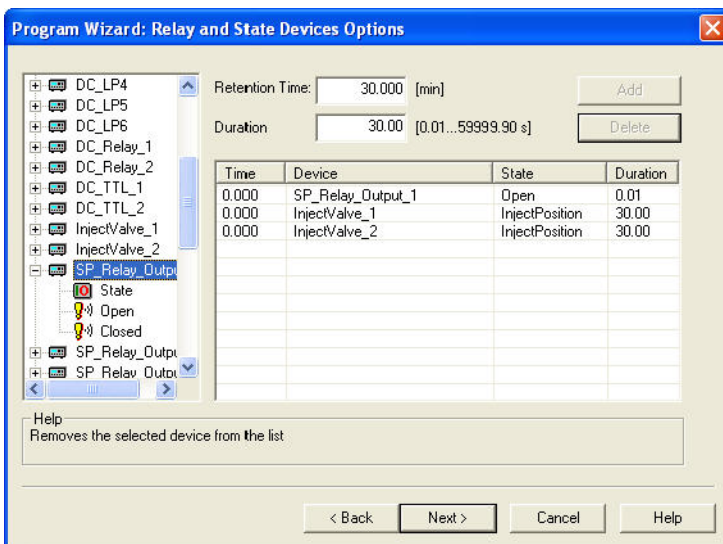 Program Wizard: Relay and State Devices Options
DC_LP4
DC_LP5
DC_LP6
DC_Relay_1
DC_Relay_2
DC_TTL_1
DC_TTL_2
InjectValve_1
InjectValve_2
SP_Relay_Outpu
State
Open
Closed
SP_Relay_Outpu
SP_Relay_Outpu
Retention Time: 30.000 [min] Add
Duration 30.00 [0.01...59999.90 s] Delete
Time Device State Duration
0.000 SP_Relay_Output_1 Open 0.01
0.000 InjectValve_1 InjectPosition 30.00
0.000 InjectValve_2 InjectPosition 30.00
Help
Removes the selected device from the list
< Back Next > Cancel Help